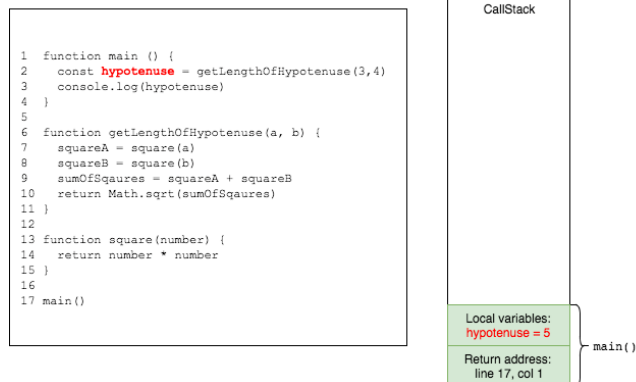 CallStack
1 function main () {
2 const hypotenuse = getLengthOfHypotenuse(3,4)
3 console.log(hypotenuse)
4 }
5
6 function getLengthOfHypotenuse(a, b) {
7 squareA = square(a)
8 squareB = square(b)
9 sumOfSqaures = squareA + squareB
10 return Math.sqrt(sumOfSqaures)
11 }
12
13 function square(number) {
14 return number * number
15 }
16
17 main()
Local variables:
hypotenuse = 5
main()
Return address:
line 17, col 1